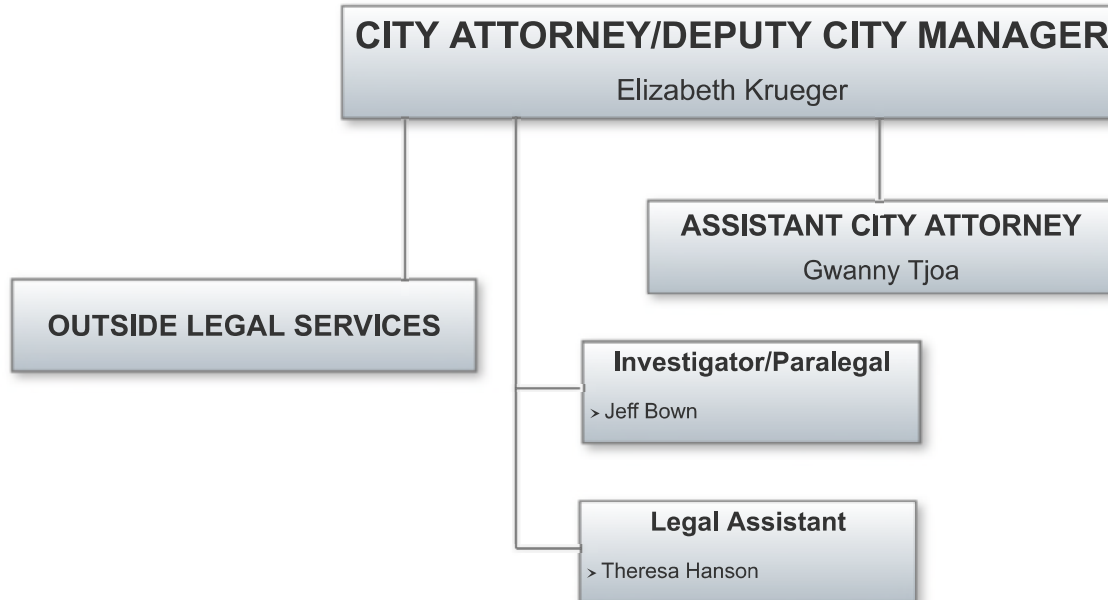 CITY ATTORNEY/DEPUTY CITY MANAGER
Elizabeth Krueger
ASSISTANT CITY ATTORNEY
Gwanny Tjoa
OUTSIDE LEGAL SERVICES
Investigator/Paralegal
> Jeff Bown
Legal Assistant
> Theresa Hanson